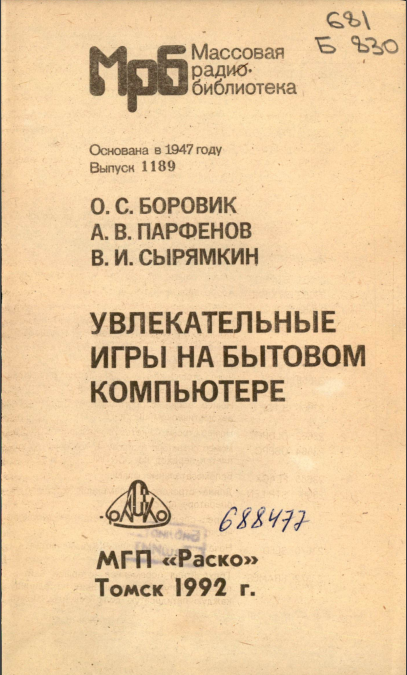 681
Б 830
МРБ Массовая
радио-
библиотека
Основана в 1947 году
Выпуск 1189
О. С. БОРОВИК
А. В. ПАРФЕНОВ
В. И. СЫРЯМКИН
УВЛЕКАТЕЛЬНЫЕ
ИГРЫ НА БЫТОВОМ
КОМПЬЮТЕРЕ
688477
МГП «Раско»
Томск 1992 г.